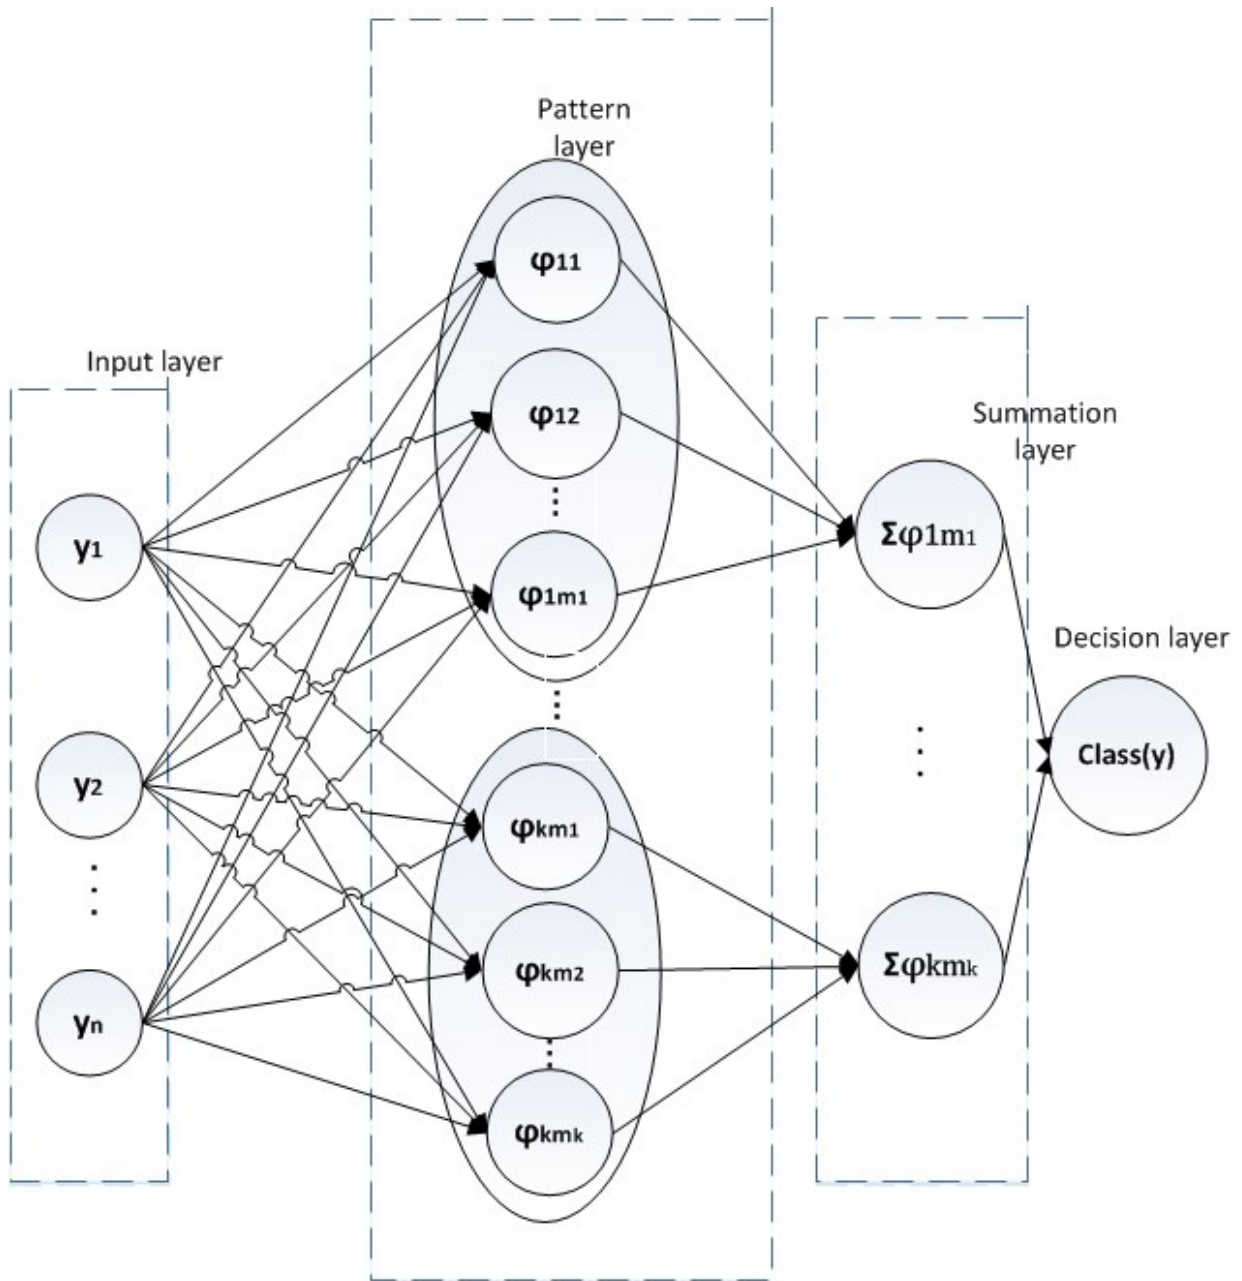 Pattern
layer
φ11
Input layer
φ12
Summation
layer
y1
Σφ1m1
φ1m1
Decision layer
y2
Class(y)
φkm1
φkm2
Σφkmk
yn
φkmk